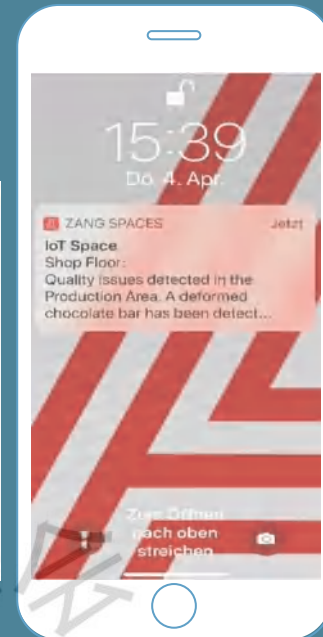 15:39
Do. 4. Apr.
ZANG SPACES Jetzt
IoT Space
Shop Floor:
Quality issues detected in the
Production Area. A deformed
chocolate bar has been detect...
Zum Öffnen
nach oben
streichen